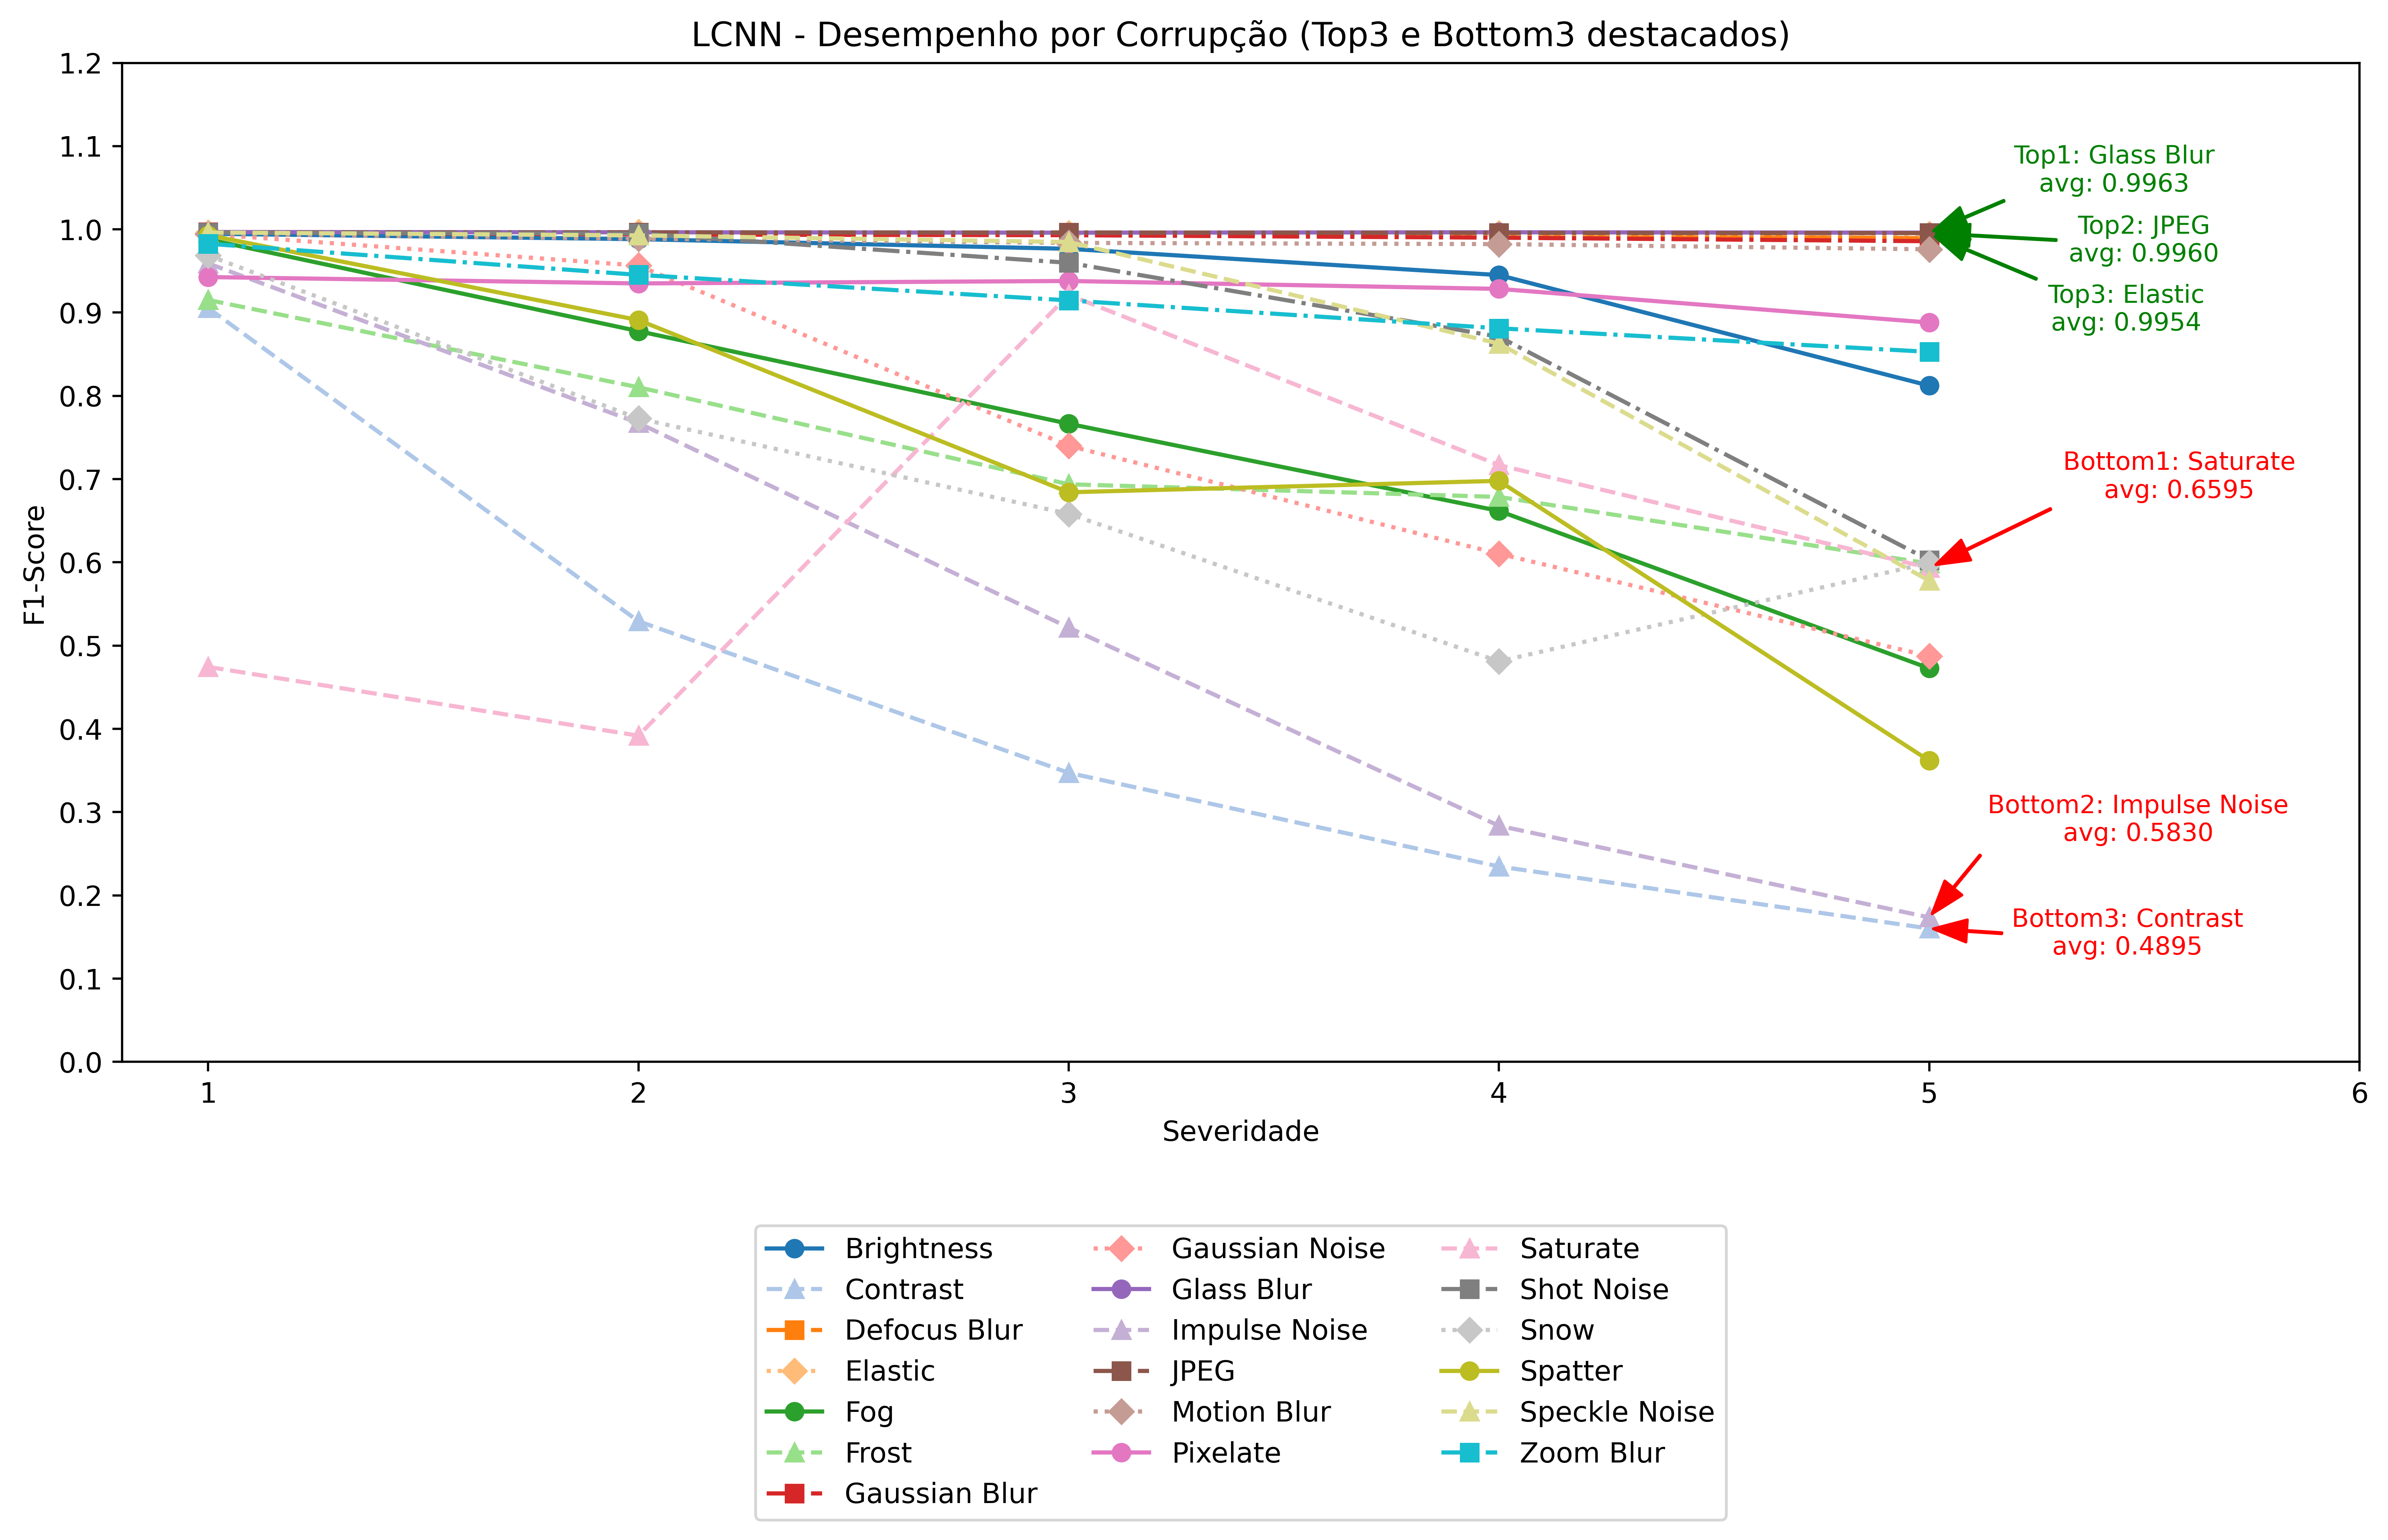 LCNN - Desempenho por Corrupção (Top3 e Bottom3 destacados)
1.2
1.1
1.0
0.9
0.8
0.7
0.6
0.5
0.4
0.3
0.2
0.1
0.0
F1-Score
Top1: Glass Blur
avg: 0.9963
Top2: JPEG
avg: 0.9960
Top3: Elastic
avg: 0.9954
Bottom1: Saturate
avg: 0.6595
Bottom2: Impulse Noise
avg: 0.5830
Bottom3: Contrast
avg: 0.4895
1 2 3 4 5 6
Severidade
Brightness
Contrast
Defocus Blur
Elastic
Fog
Frost
Gaussian Blur
Gaussian Noise
Glass Blur
Impulse Noise
JPEG
Motion Blur
Pixelate
Saturate
Shot Noise
Snow
Spatter
Speckle Noise
Zoom Blur